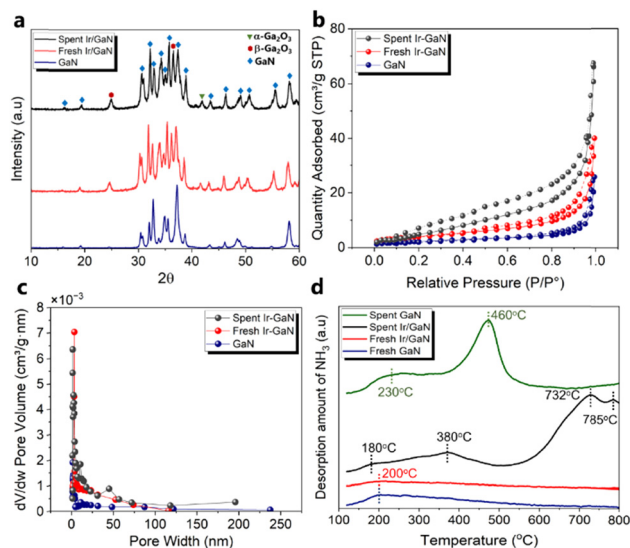 a
Spent Ir/GaN
Fresh Ir/GaN
GaN
α-Ga₂O₃
β-Ga₂O₃
GaN
Intensity (a.u)
10 20 30 40 50 60
2θ
b
Spent Ir-GaN
Fresh Ir-GaN
GaN
Quantity Adsorbed (cm³/g STP)
80
60
40
20
0
0.0 0.2 0.4 0.6 0.8 1.0
Relative Pressure (P/P°)
c
×10⁻³
Spent Ir-GaN
Fresh Ir-GaN
GaN
dV/dw Pore Volume (cm³/g·nm)
8
7
6
5
4
3
2
1
0
0 50 100 150 200 250
Pore Width (nm)
d
Spent GaN
Spent Ir/GaN
Fresh Ir/GaN
Fresh GaN
460°C
230°C
732°C
785°C
180°C
380°C
200°C
Desorption amount of NH₃ (a.u)
100 200 300 400 500 600 700 800
Temperature (°C)